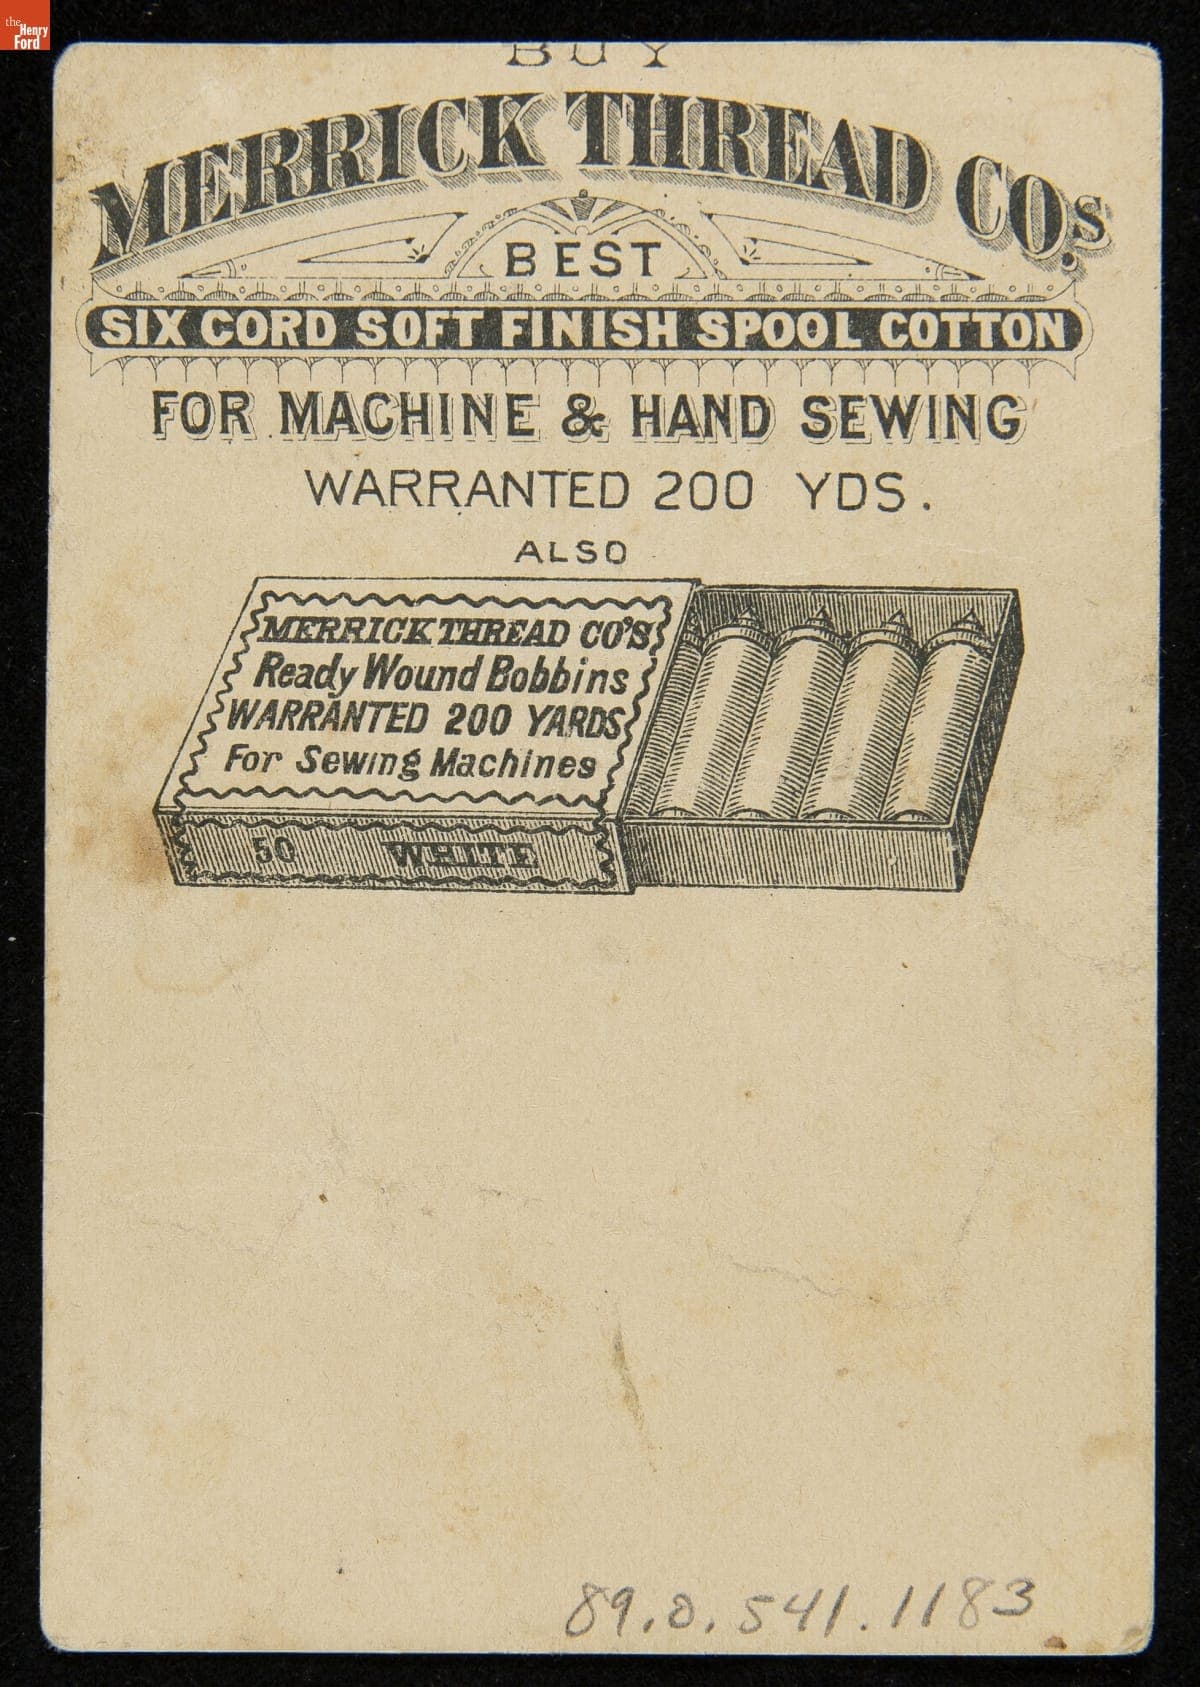 the
Henry
Ford
BUY
MERRICK THREAD CO.s
BEST
SIX CORD SOFT FINISH SPOOL COTTON
FOR MACHINE & HAND SEWING
WARRANTED 200 YDS.
ALSO
MERRICK THREAD CO'S
Ready Wound Bobbins
WARRANTED 200 YARDS
For Sewing Machines
50 WHITE
89.0.541.1183